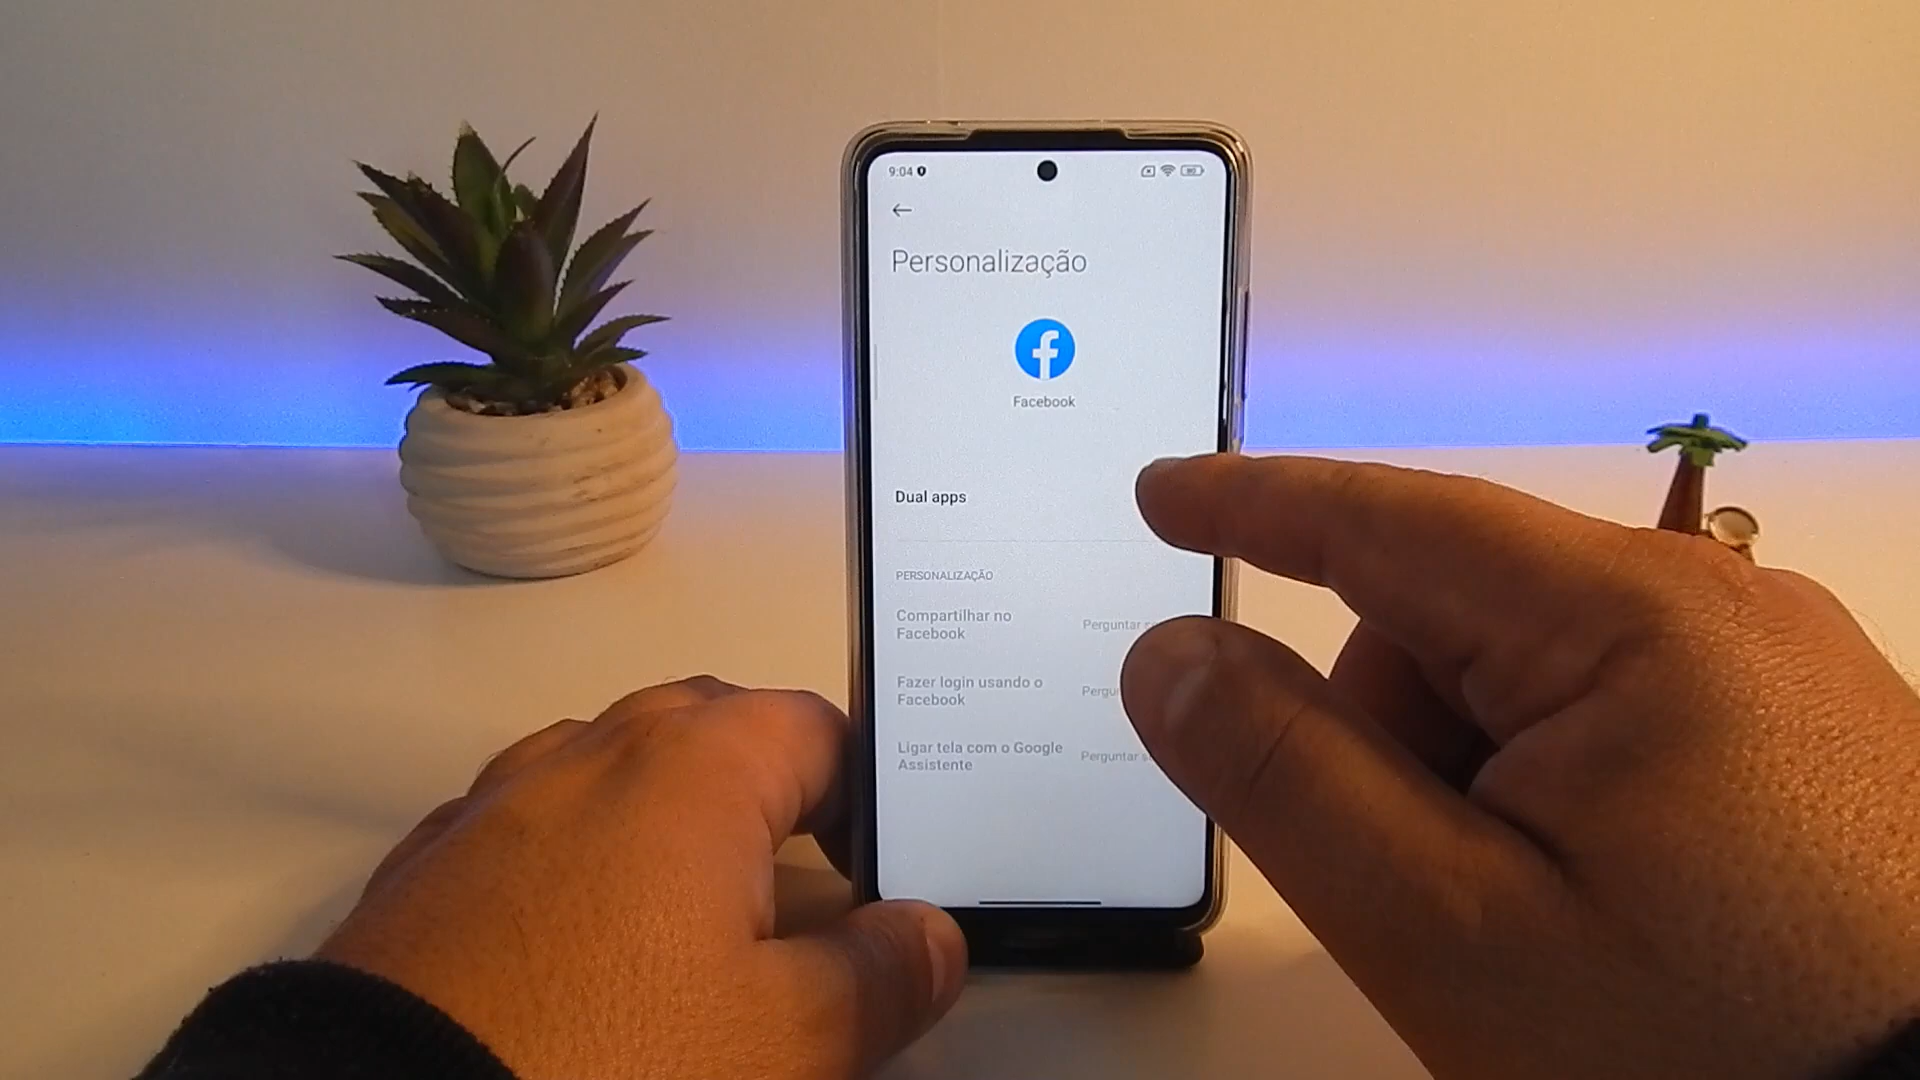 9:04
Personalização
Facebook
Dual apps
PERSONALIZAÇÃO
Compartilhar no
Facebook
Perguntar
Fazer login usando o
Facebook
Ligar tela com o Google
Assistente
Perguntar